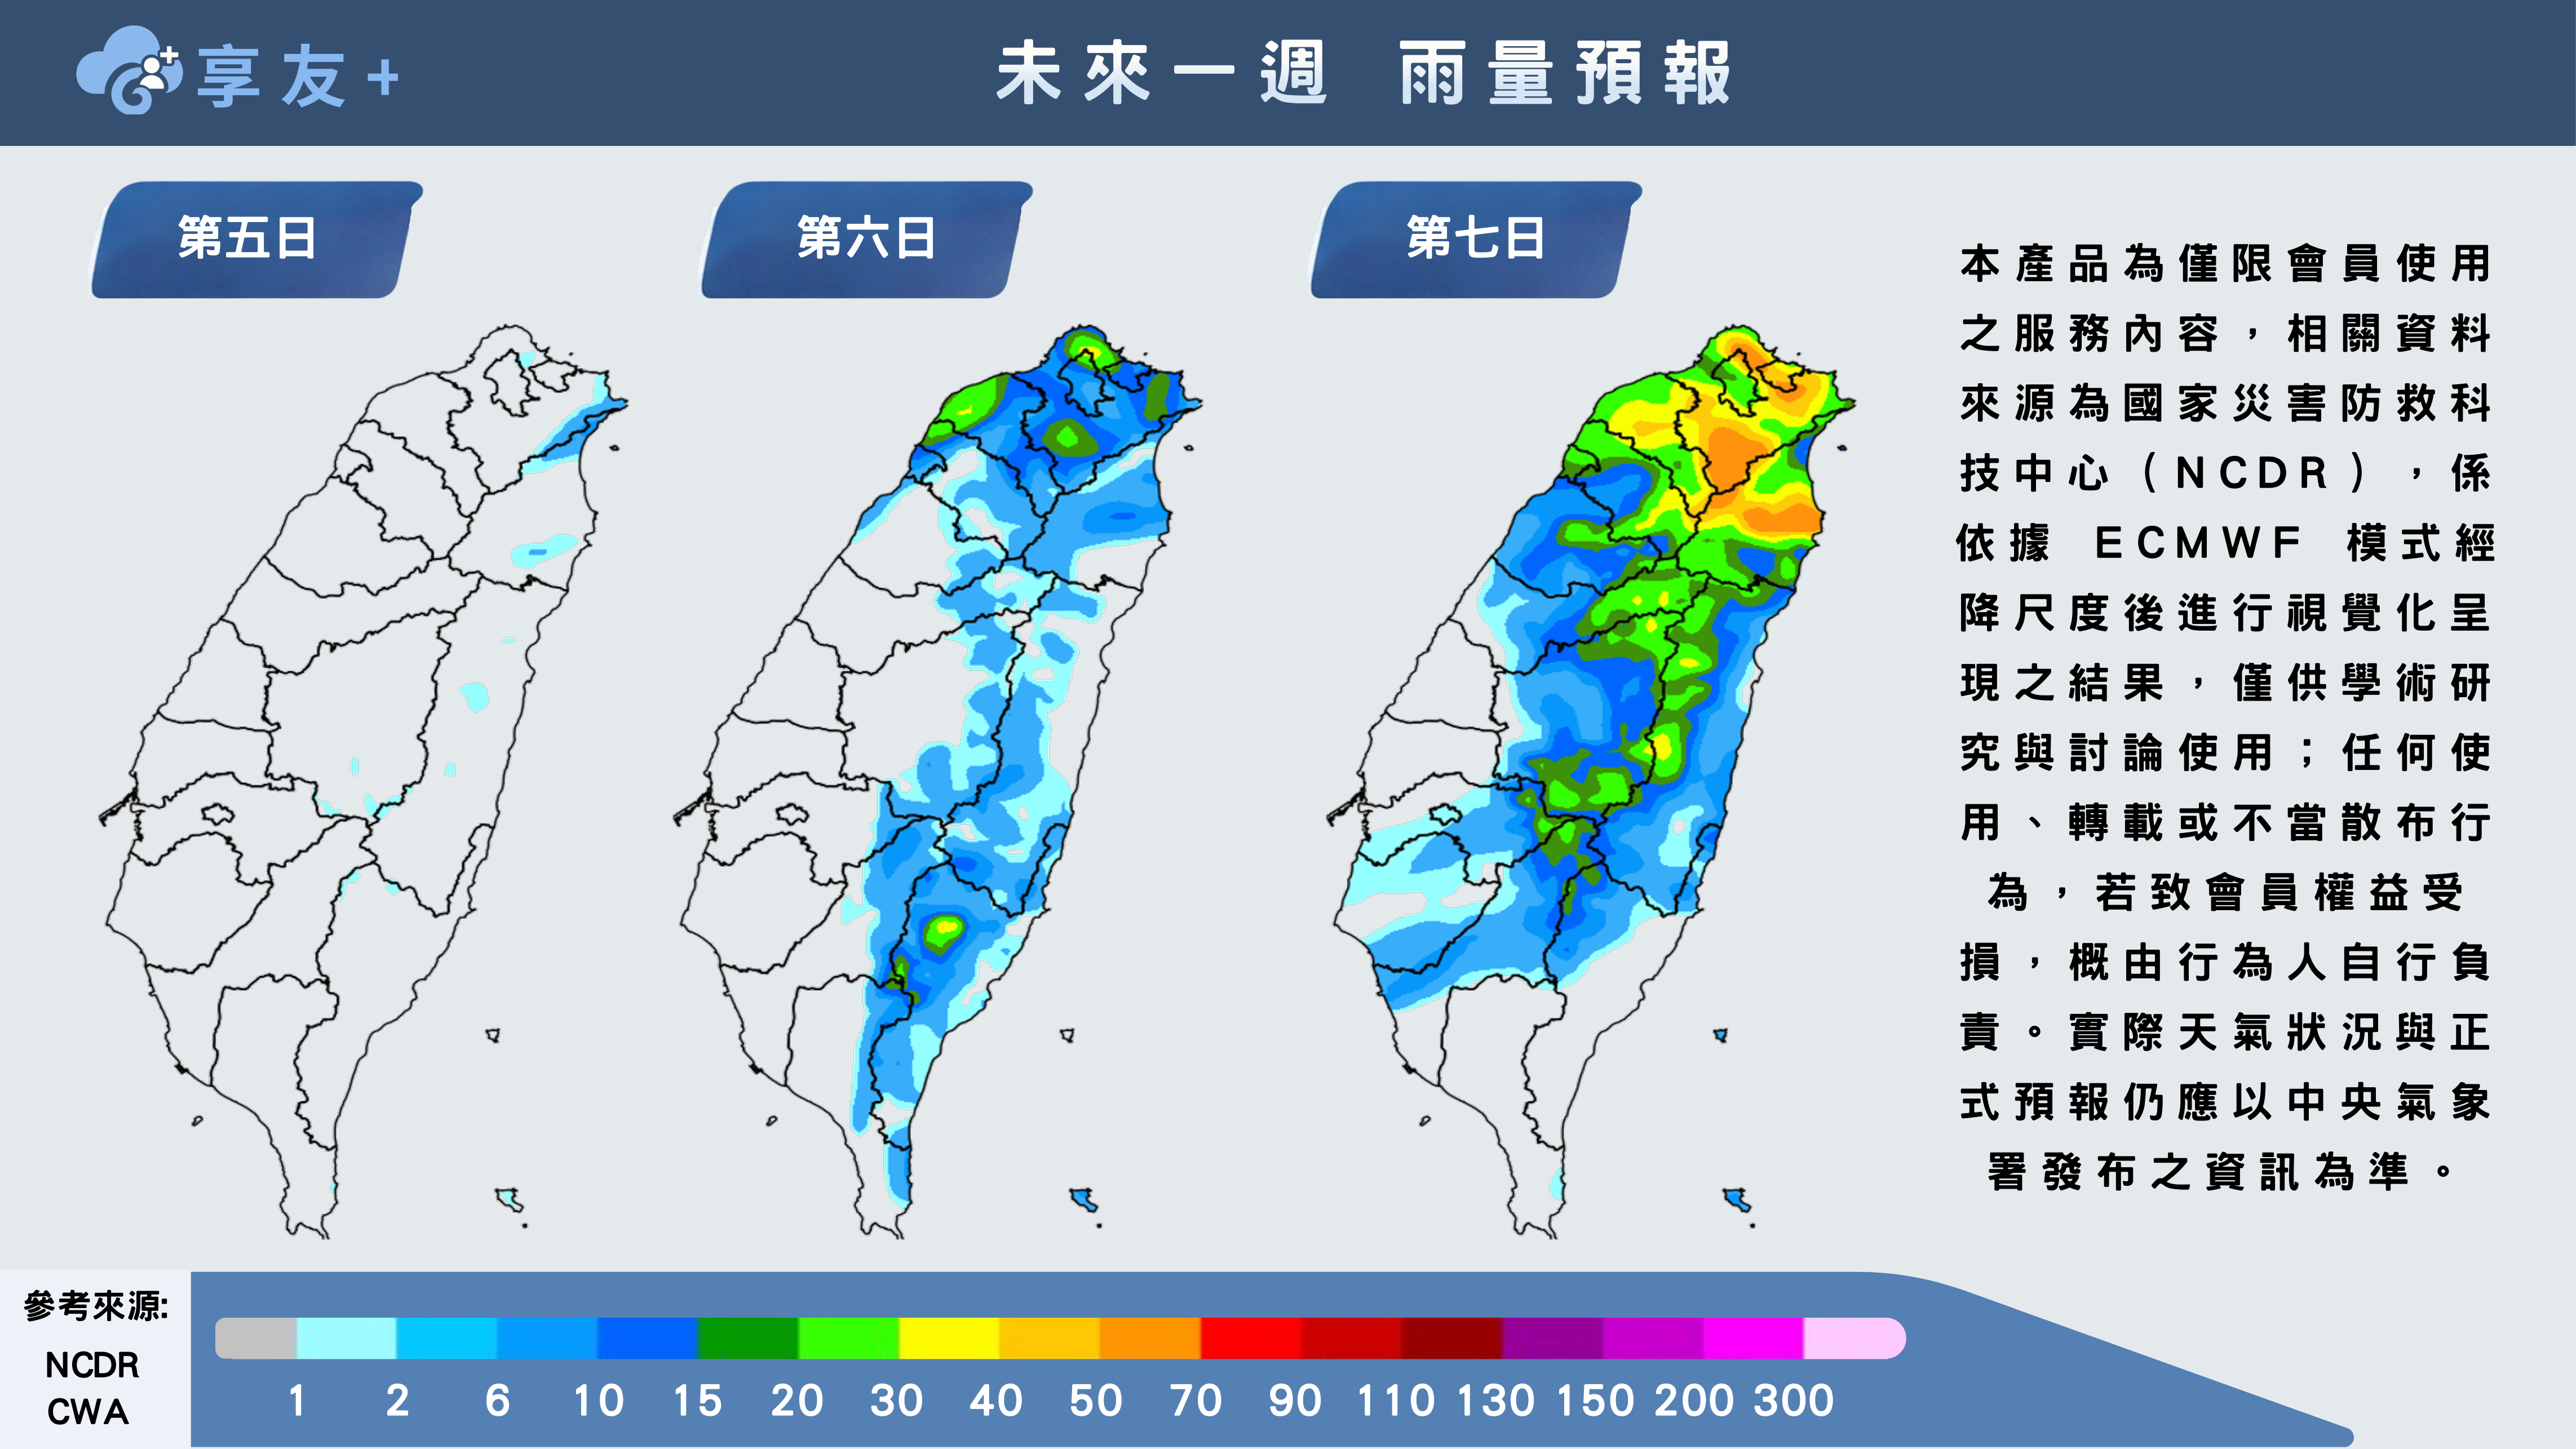 享友+
未來一週 雨量預報
第五日
第六日
第七日
本產品為僅限會員使用
之服務內容，相關資料
來源為國家災害防救科
技中心（NCDR），係
依據 ECMWF 模式經
降尺度後進行視覺化呈
現之結果，僅供學術研
究與討論使用；任何使
用、轉載或不當散布行
為，若致會員權益受
損，概由行為人自行負
責。實際天氣狀況與正
式預報仍應以中央氣象
署發布之資訊為準。
參考來源:
NCDR
CWA
1 2 6 10 15 20 30 40 50 70 90 110 130 150 200 300